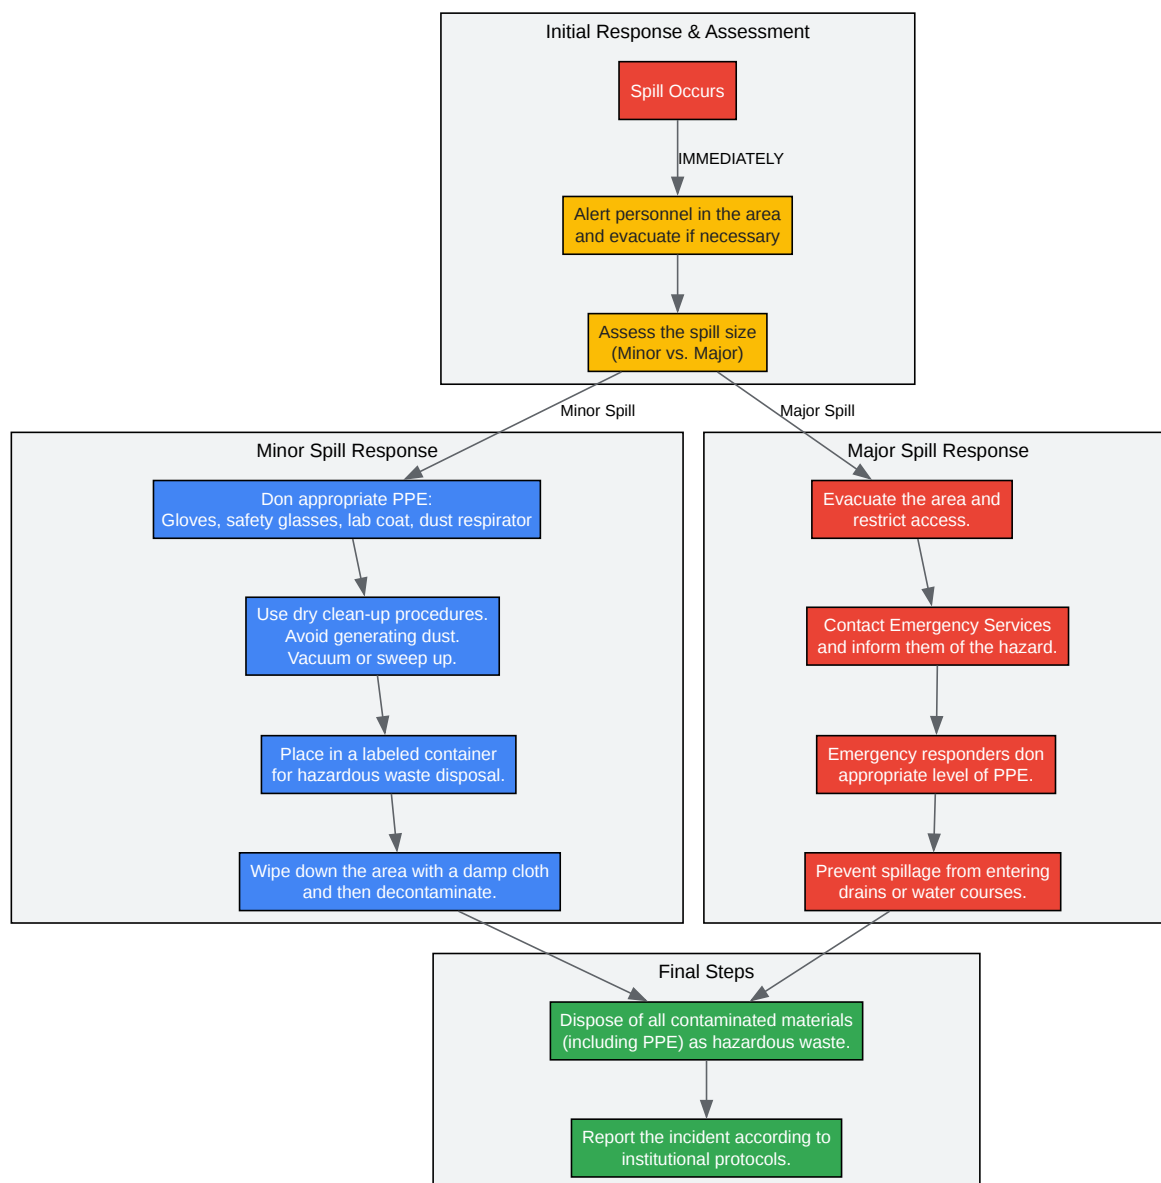 Initial Response & Assessment
Spill Occurs
IMMEDIATELY
Alert personnel in the area
and evacuate if necessary
Assess the spill size
(Minor vs. Major)
Minor Spill
Major Spill
Minor Spill Response
Don appropriate PPE:
Gloves, safety glasses, lab coat, dust respirator
Use dry clean-up procedures.
Avoid generating dust.
Vacuum or sweep up.
Place in a labeled container
for hazardous waste disposal.
Wipe down the area with a damp cloth
and then decontaminate.
Major Spill Response
Evacuate the area and
restrict access.
Contact Emergency Services
and inform them of the hazard.
Emergency responders don
appropriate level of PPE.
Prevent spillage from entering
drains or water courses.
Final Steps
Dispose of all contaminated materials
(including PPE) as hazardous waste.
Report the incident according to
institutional protocols.